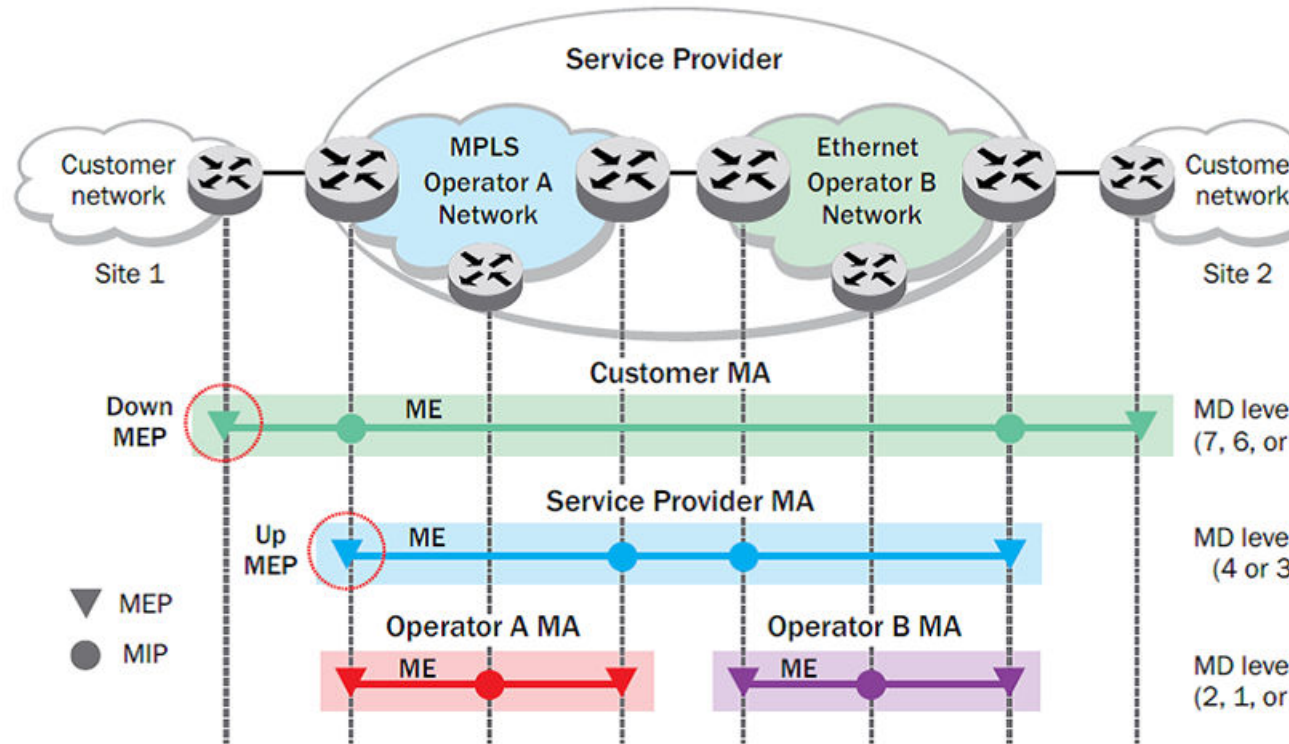 Service Provider
Customer
network
MPLS
Operator A
Network
Ethernet
Operator B
Network
Custome
network
Site 1
Site 2
Customer MA
Down
MEP
ME
MD leve
(7, 6, or
Service Provider MA
Up
MEP
ME
MD leve
(4 or 3
MEP
MIP
Operator A MA
Operator B MA
ME
ME
MD leve
(2, 1, or